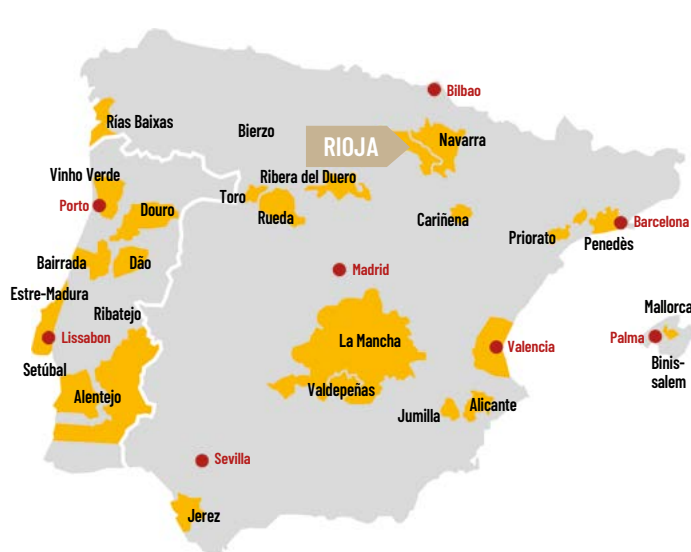 Bilbao
Rías Baixas
Bierzo
RIOJA
Navarra
Vinho Verde
Ribera del Duero
Toro
Porto
Douro
Rueda
Cariñena
Barcelona
Priorato
Penedès
Bairrada
Dão
Madrid
Estre-Madura
Ribatejo
Mallorca
Lissabon
La Mancha
Valencia
Palma
Setúbal
Binis-
salem
Valdepeñas
Alentejo
Jumilla
Alicante
Sevilla
Jerez